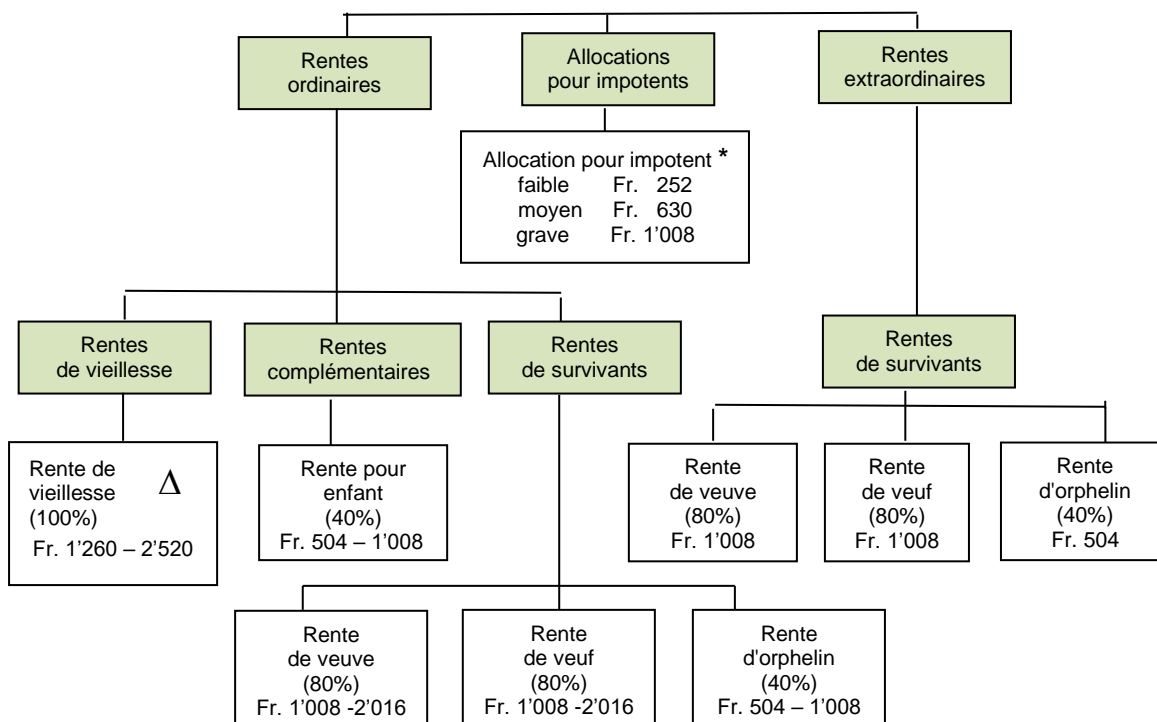 Rentes
ordinaires
Allocations
pour impotents
Rentes
extraordinaires
Allocation pour impotent *
faible Fr. 252
moyen Fr. 630
grave Fr. 1’008
Rentes
de vieillesse
Rentes
complémentaires
Rentes
de survivants
Rentes
de survivants
Rente de
vieillesse Δ
(100%)
Fr. 1’260 – 2’520
Rente pour
enfant
(40%)
Fr. 504 – 1’008
Rente
de veuve
(80%)
Fr. 1’008
Rente
de veuf
(80%)
Fr. 1’008
Rente
d'orphelin
(40%)
Fr. 504
Rente
de veuve
(80%)
Fr. 1’008 -2’016
Rente
de veuf
(80%)
Fr. 1’008 -2’016
Rente
d'orphelin
(40%)
Fr. 504 – 1’008